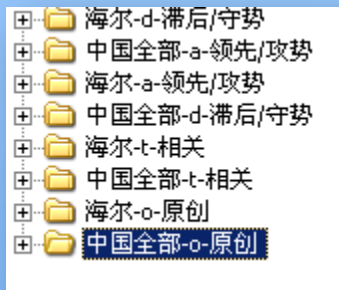 海尔-d-滞后/守势
中国全部-a-领先/攻势
海尔-a-领先/攻势
中国全部-d-滞后/守势
海尔-t-相关
中国全部-t-相关
海尔-o-原创
中国全部-o-原创